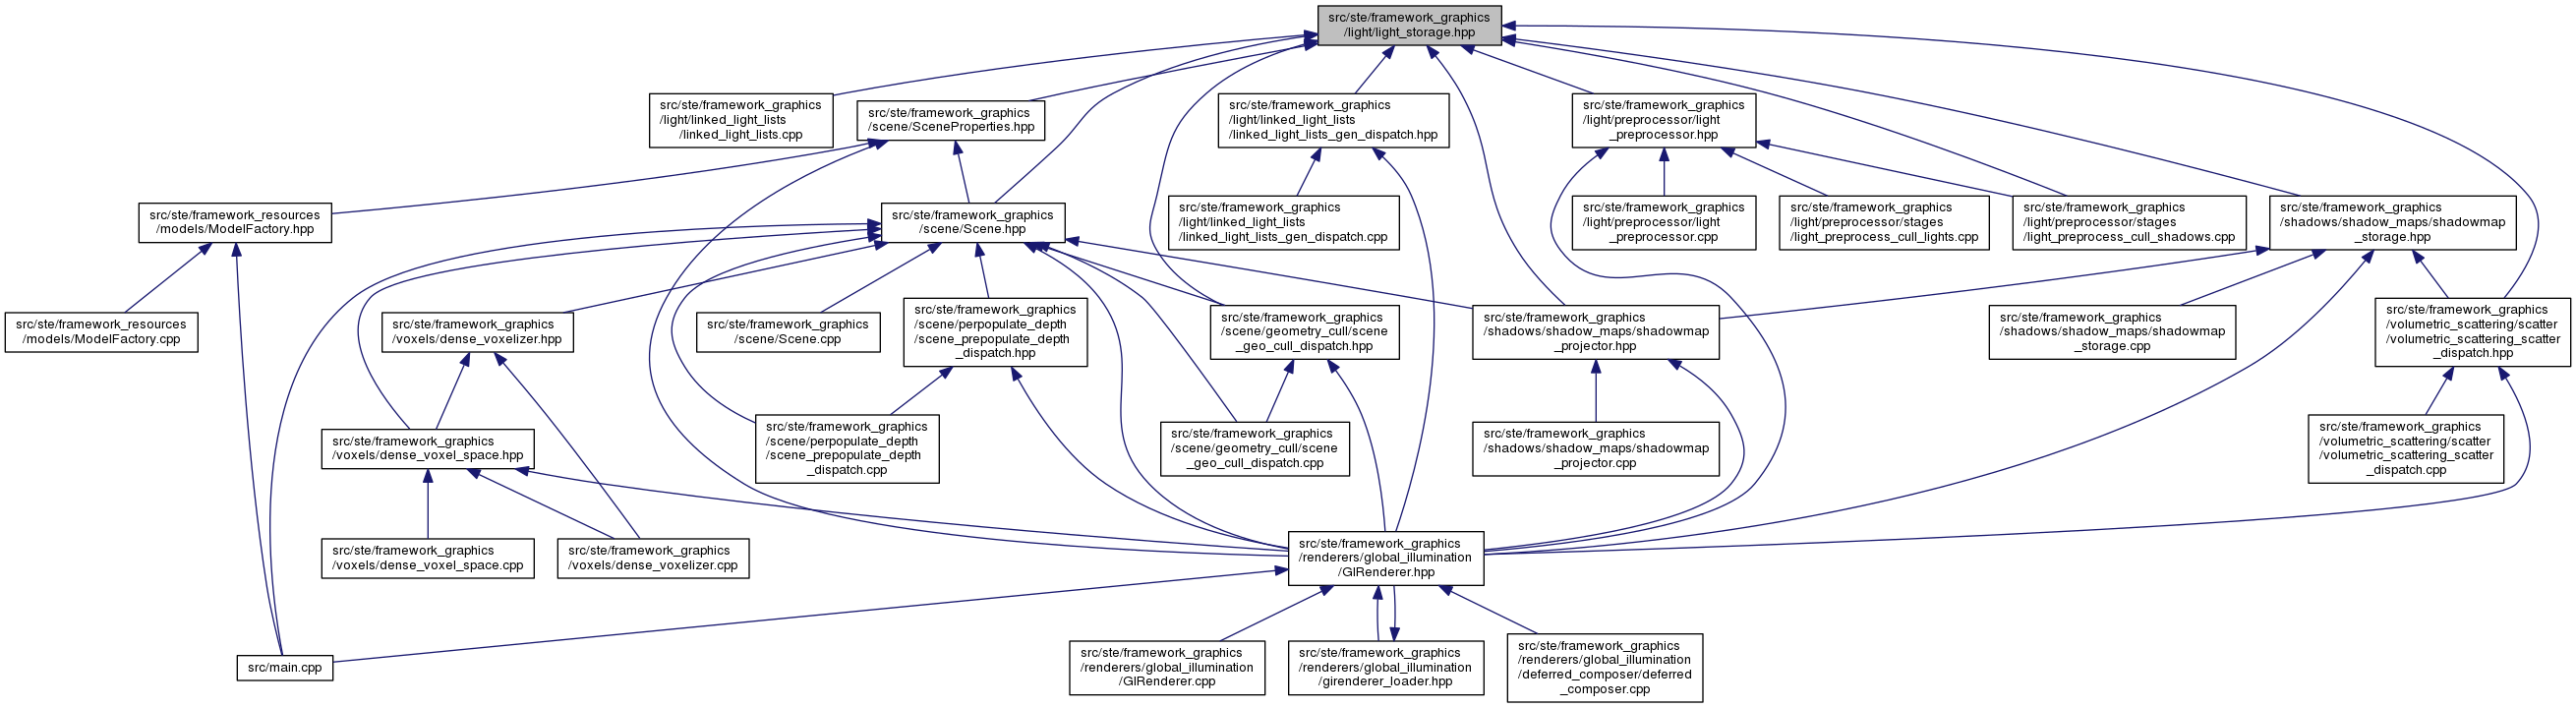 src/ste/framework_graphics
/light/light_storage.hpp
src/ste/framework_graphics
/light/linked_light_lists
/linked_light_lists.cpp
src/ste/framework_graphics
/scene/SceneProperties.hpp
src/ste/framework_graphics
/light/linked_light_lists
/linked_light_lists_gen_dispatch.hpp
src/ste/framework_graphics
/light/preprocessor/light
_preprocessor.hpp
src/ste/framework_resources
/models/ModelFactory.hpp
src/ste/framework_graphics
/scene/Scene.hpp
src/ste/framework_graphics
/light/linked_light_lists
/linked_light_lists_gen_dispatch.cpp
src/ste/framework_graphics
/light/preprocessor/light
_preprocessor.cpp
src/ste/framework_graphics
/light/preprocessor/stages
/light_preprocess_cull_lights.cpp
src/ste/framework_graphics
/light/preprocessor/stages
/light_preprocess_cull_shadows.cpp
src/ste/framework_graphics
/shadows/shadow_maps/shadowmap
_storage.hpp
src/ste/framework_resources
/models/ModelFactory.cpp
src/ste/framework_graphics
/voxels/dense_voxelizer.hpp
src/ste/framework_graphics
/scene/Scene.cpp
src/ste/framework_graphics
/scene/perpopulate_depth
/scene_prepopulate_depth
_dispatch.hpp
src/ste/framework_graphics
/scene/geometry_cull/scene
_geo_cull_dispatch.hpp
src/ste/framework_graphics
/shadows/shadow_maps/shadowmap
_projector.hpp
src/ste/framework_graphics
/shadows/shadow_maps/shadowmap
_storage.cpp
src/ste/framework_graphics
/volumetric_scattering/scatter
/volumetric_scattering_scatter
_dispatch.hpp
src/ste/framework_graphics
/voxels/dense_voxel_space.hpp
src/ste/framework_graphics
/scene/perpopulate_depth
/scene_prepopulate_depth
_dispatch.cpp
src/ste/framework_graphics
/scene/geometry_cull/scene
_geo_cull_dispatch.cpp
src/ste/framework_graphics
/shadows/shadow_maps/shadowmap
_projector.cpp
src/ste/framework_graphics
/volumetric_scattering/scatter
/volumetric_scattering_scatter
_dispatch.cpp
src/ste/framework_graphics
/voxels/dense_voxel_space.cpp
src/ste/framework_graphics
/voxels/dense_voxelizer.cpp
src/ste/framework_graphics
/renderers/global_illumination
/GIRenderer.hpp
src/main.cpp
src/ste/framework_graphics
/renderers/global_illumination
/GIRenderer.cpp
src/ste/framework_graphics
/renderers/global_illumination
/girenderer_loader.hpp
src/ste/framework_graphics
/renderers/global_illumination
/deferred_composer/deferred
_composer.cpp